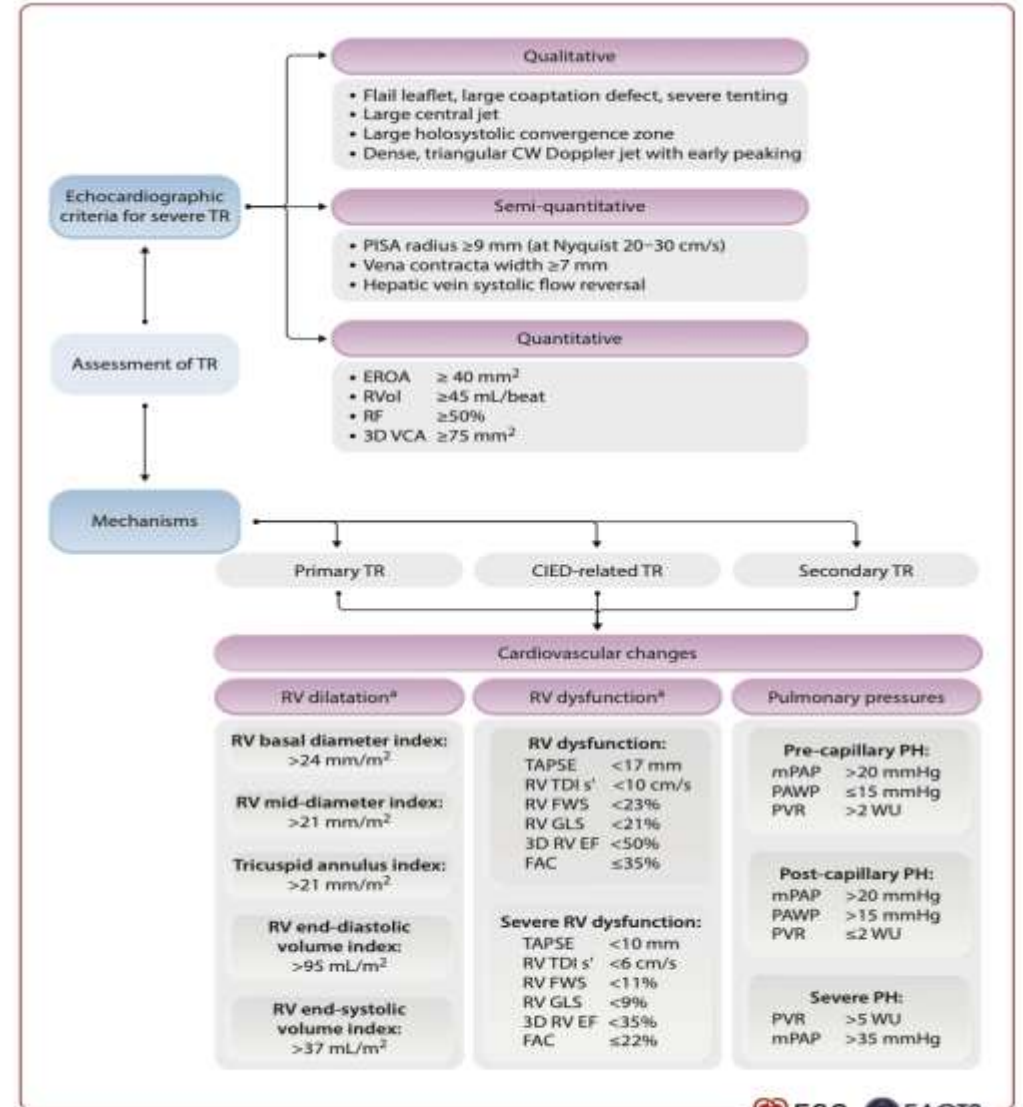 Qualitative
• Flail leaflet, large coaptation defect, severe tenting
• Large central jet
• Large holosystolic convergence zone
• Dense, triangular CW Doppler jet with early peaking
Echocardiographic
criteria for severe TR
Semi-quantitative
• PISA radius ≥9 mm (at Nyquist 20–30 cm/s)
• Vena contracta width ≥7 mm
• Hepatic vein systolic flow reversal
Assessment of TR
Quantitative
• EROA ≥ 40 mm²
• RVol ≥45 mL/beat
• RF ≥50%
• 3D VCA ≥75 mm²
Mechanisms
Primary TR
CIED-related TR
Secondary TR
Cardiovascular changes
RV dilatationª
RV basal diameter index:
>24 mm/m²
RV mid-diameter index:
>21 mm/m²
Tricuspid annulus index:
>21 mm/m²
RV end-diastolic
volume index:
>95 mL/m²
RV end-systolic
volume index:
>37 mL/m²
RV dysfunctionª
RV dysfunction:
TAPSE <17 mm
RV TDI s' <10 cm/s
RV FWS <23%
RV GLS <21%
3D RV EF <50%
FAC ≤35%
Severe RV dysfunction:
TAPSE <10 mm
RV TDI s' <6 cm/s
RV FWS <11%
RV GLS <9%
3D RV EF <35%
FAC ≤22%
Pulmonary pressures
Pre-capillary PH:
mPAP >20 mmHg
PAWP ≤15 mmHg
PVR >2 WU
Post-capillary PH:
mPAP >20 mmHg
PAWP >15 mmHg
PVR ≤2 WU
Severe PH:
PVR >5 WU
mPAP >35 mmHg